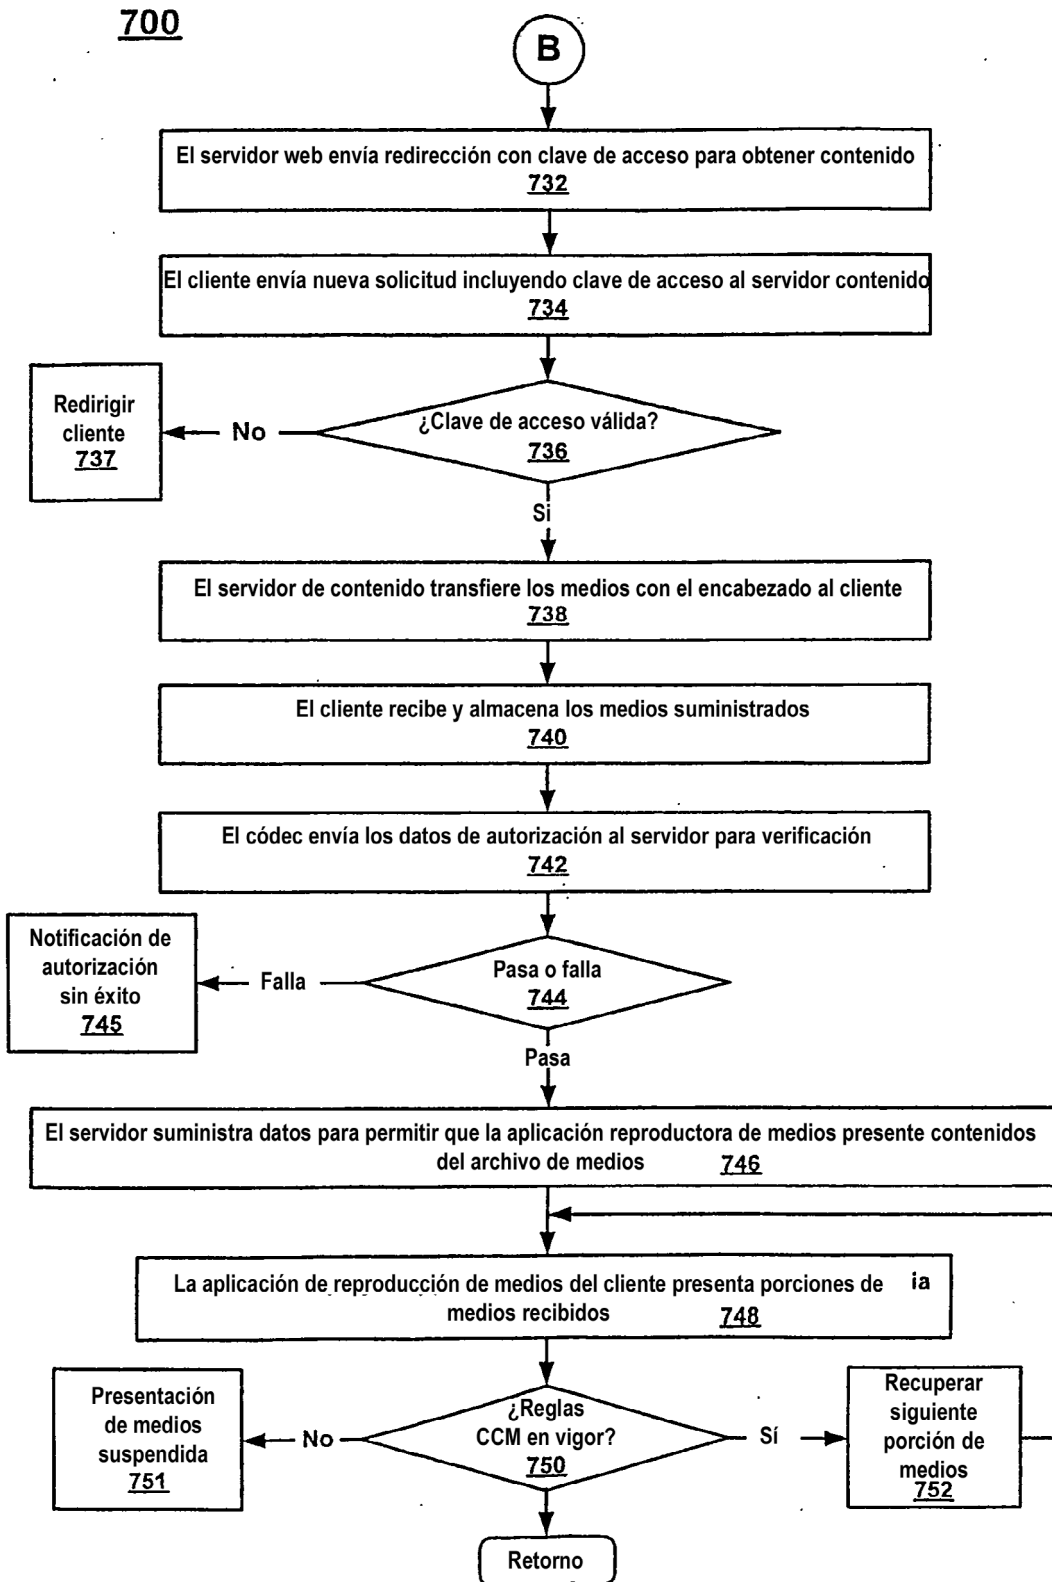 700
B
El servidor web envía redirección con clave de acceso para obtener contenido
732
El cliente envía nueva solicitud incluyendo clave de acceso al servidor contenido
734
Redirigir
cliente
737
No
¿Clave de acceso válida?
736
Si
El servidor de contenido transfiere los medios con el encabezado al cliente
738
El cliente recibe y almacena los medios suministrados
740
El códec envía los datos de autorización al servidor para verificación
742
Notificación de
autorización
sin éxito
745
Falla
Pasa o falla
744
Pasa
El servidor suministra datos para permitir que la aplicación reproductora de medios presente contenidos
del archivo de medios 746
La aplicación de reproducción de medios del cliente presenta porciones de ia
medios recibidos 748
Presentación
de medios
suspendida
751
No
¿Reglas
CCM en vigor?
750
Sí
Recuperar
siguiente
porción de
medios
752
Retorno